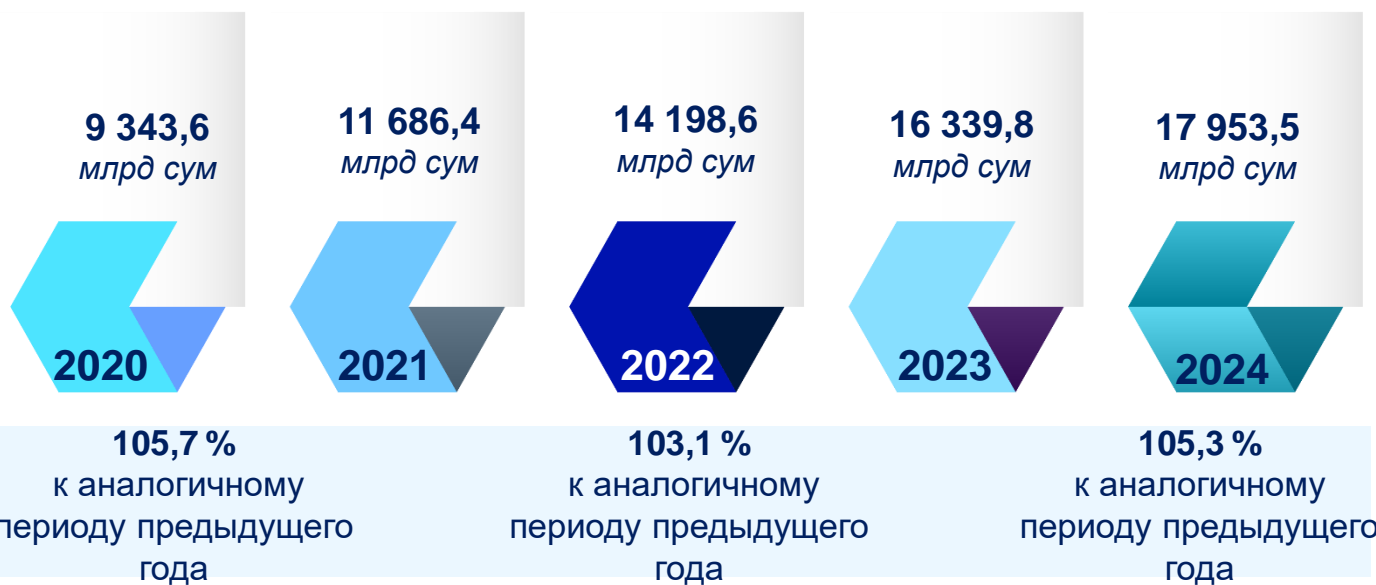 9 343,6
млрд сум
11 686,4
млрд сум
14 198,6
млрд сум
16 339,8
млрд сум
17 953,5
млрд сум
2020
2021
2022
2023
2024
105,7 %
к аналогичному
периоду предыдущего
года
103,1 %
к аналогичному
периоду предыдущего
года
105,3 %
к аналогичному
периоду предыдущего
года